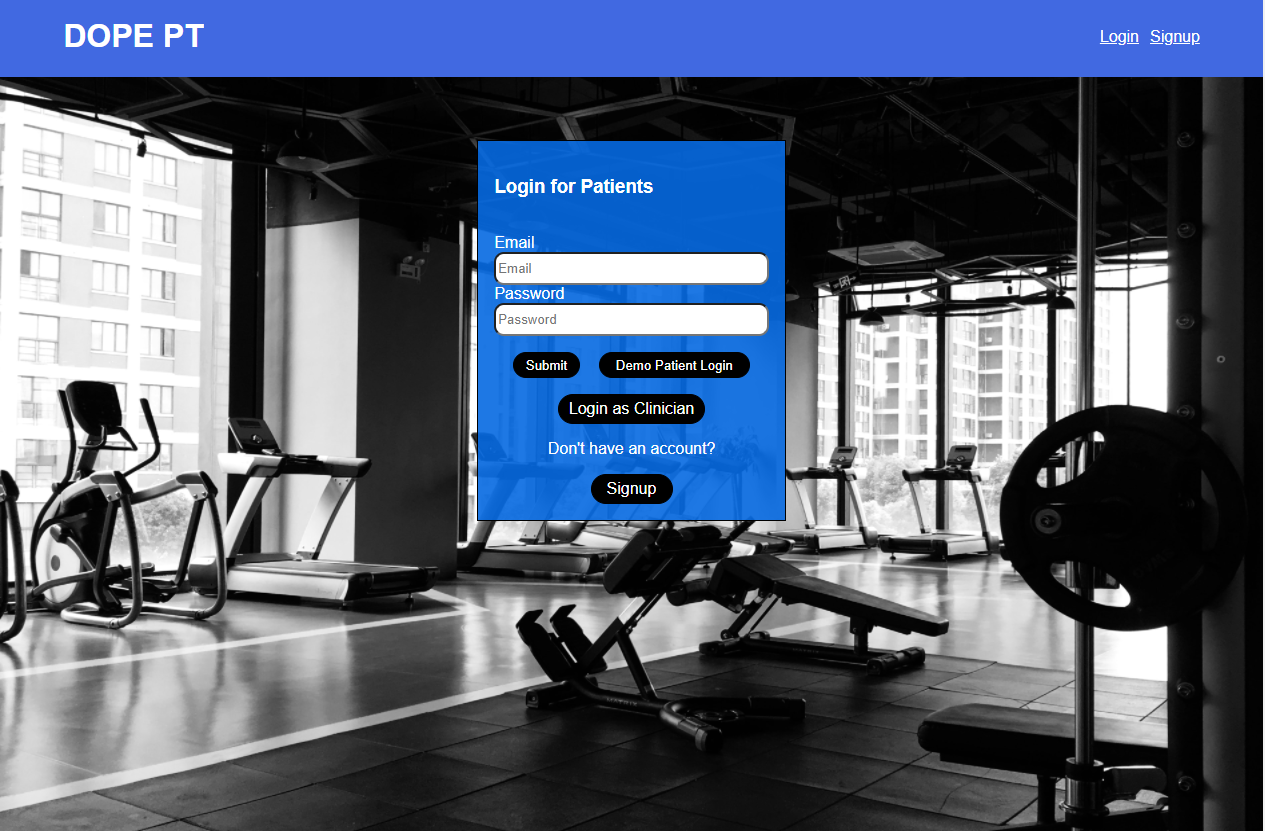 DOPE PT
Login Signup
Login for Patients
Email
Email
Password
Password
Submit Demo Patient Login
Login as Clinician
Don't have an account?
Signup